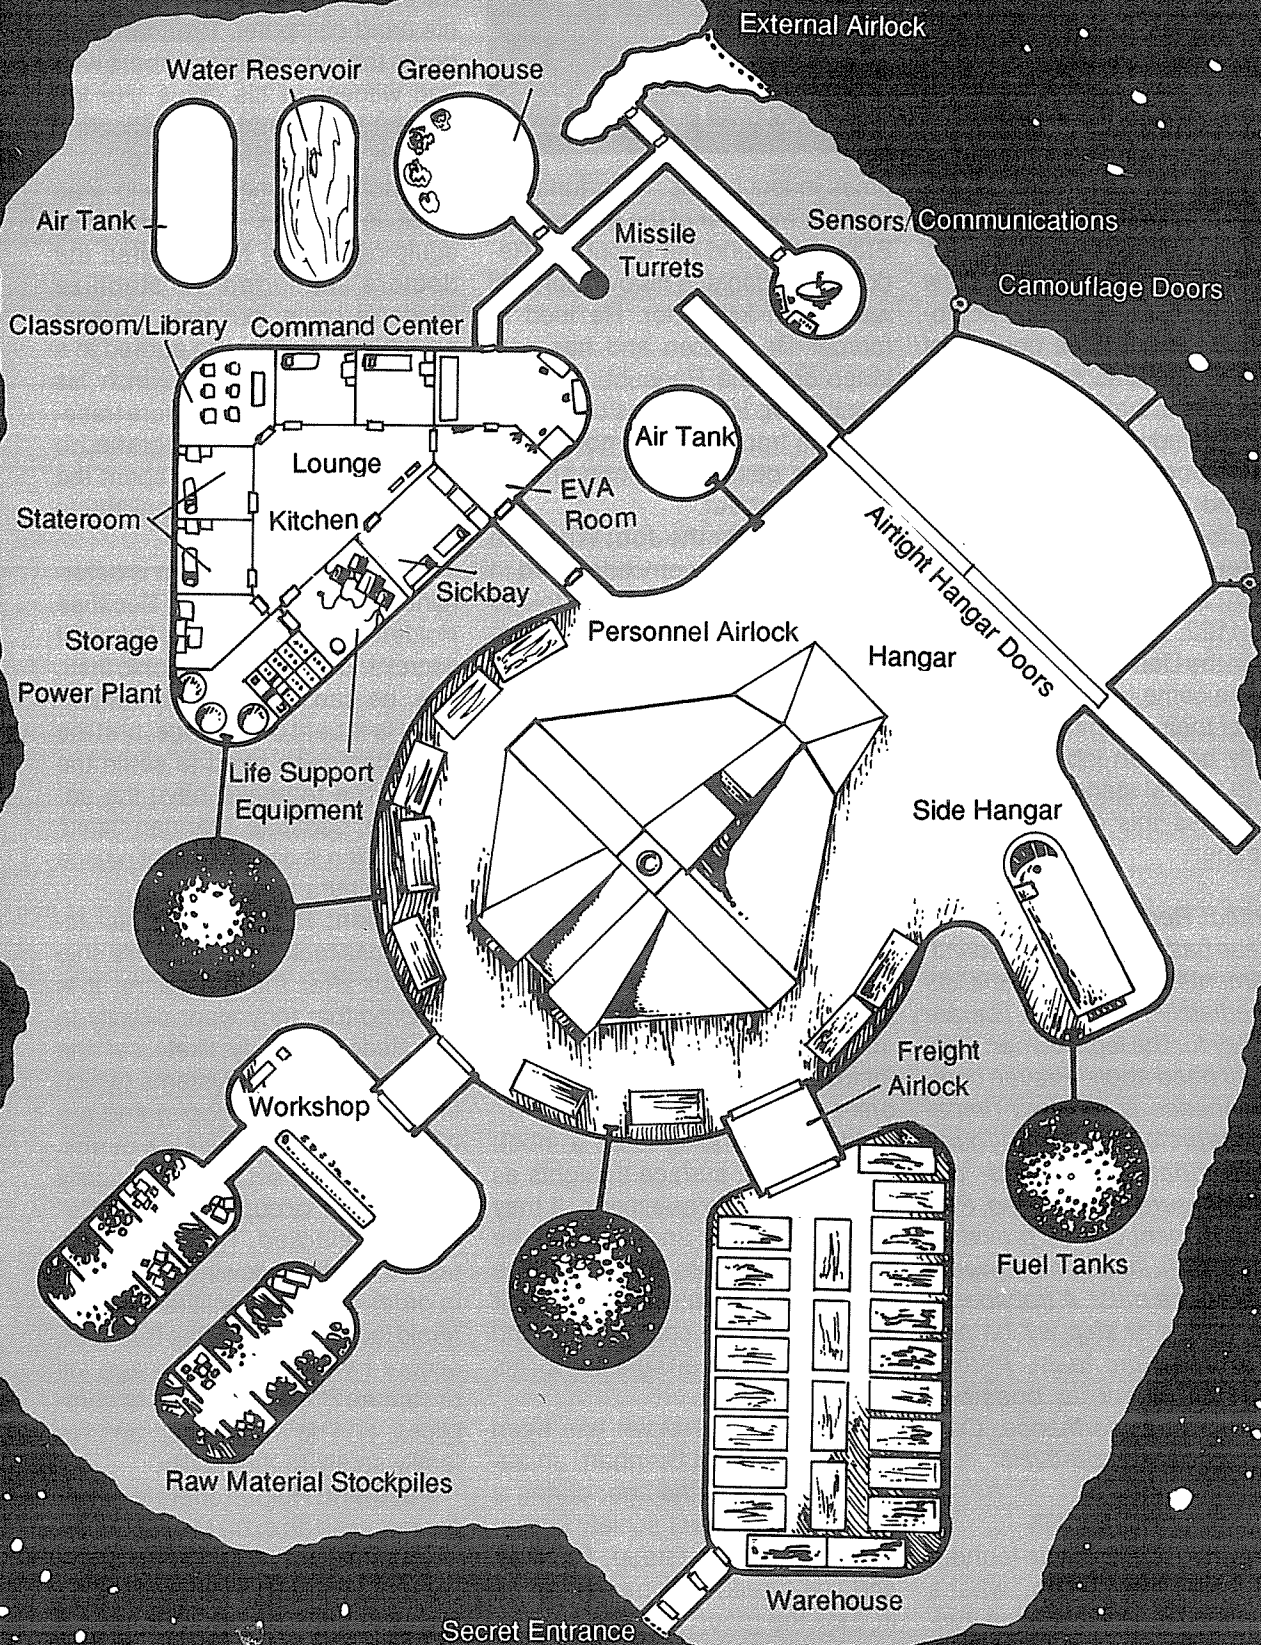 External Airlock
Water Reservoir
Greenhouse
Air Tank
Missile
Turrets
Sensors/Communications
Camouflage Doors
Classroom/Library
Command Center
Air Tank
Lounge
EVA
Room
Stateroom
Kitchen
Airtight Hangar Doors
Sickbay
Storage
Personnel Airlock
Hangar
Power Plant
Life Support
Equipment
Side Hangar
Freight
Airlock
Workshop
Fuel Tanks
Raw Material Stockpiles
Warehouse
Secret Entrance